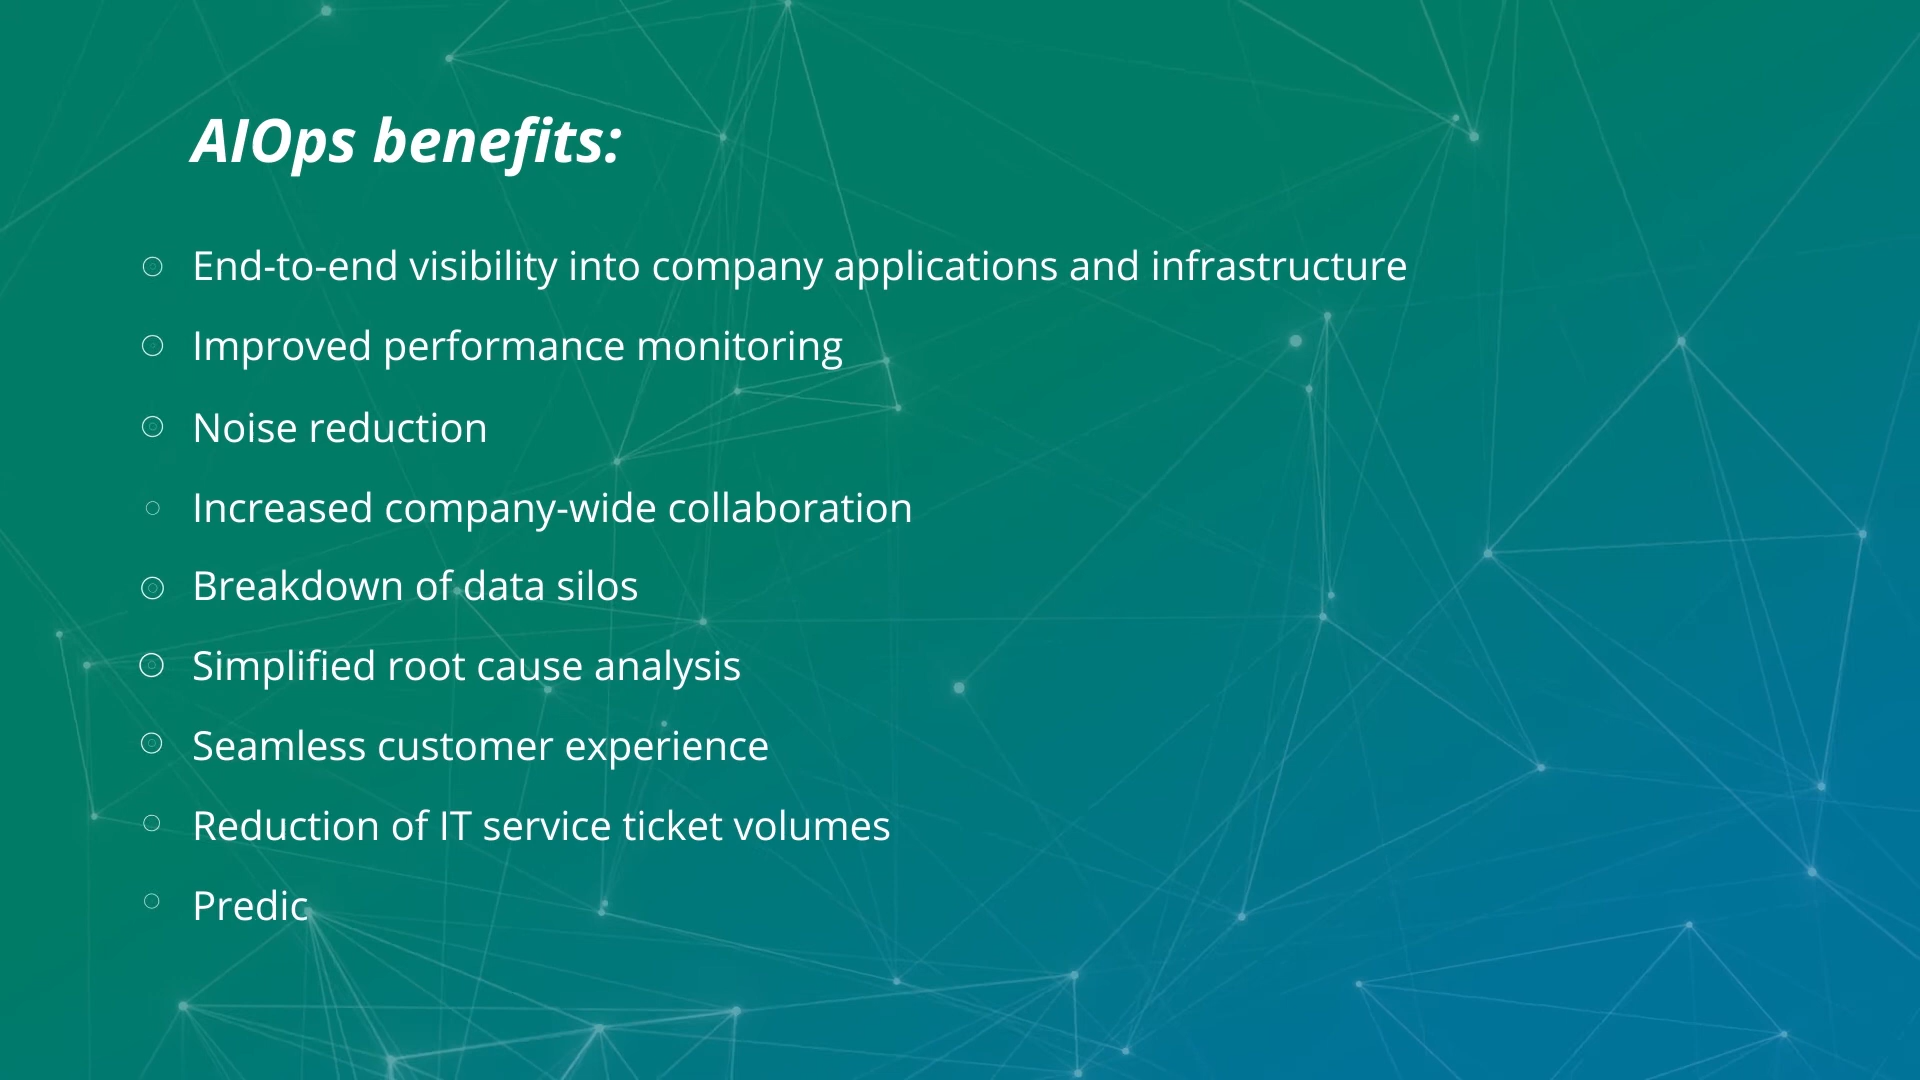 AIOps benefits:
End-to-end visibility into company applications and infrastructure
Improved performance monitoring
Noise reduction
Increased company-wide collaboration
Breakdown of data silos
Simplified root cause analysis
Seamless customer experience
Reduction of IT service ticket volumes
Predic